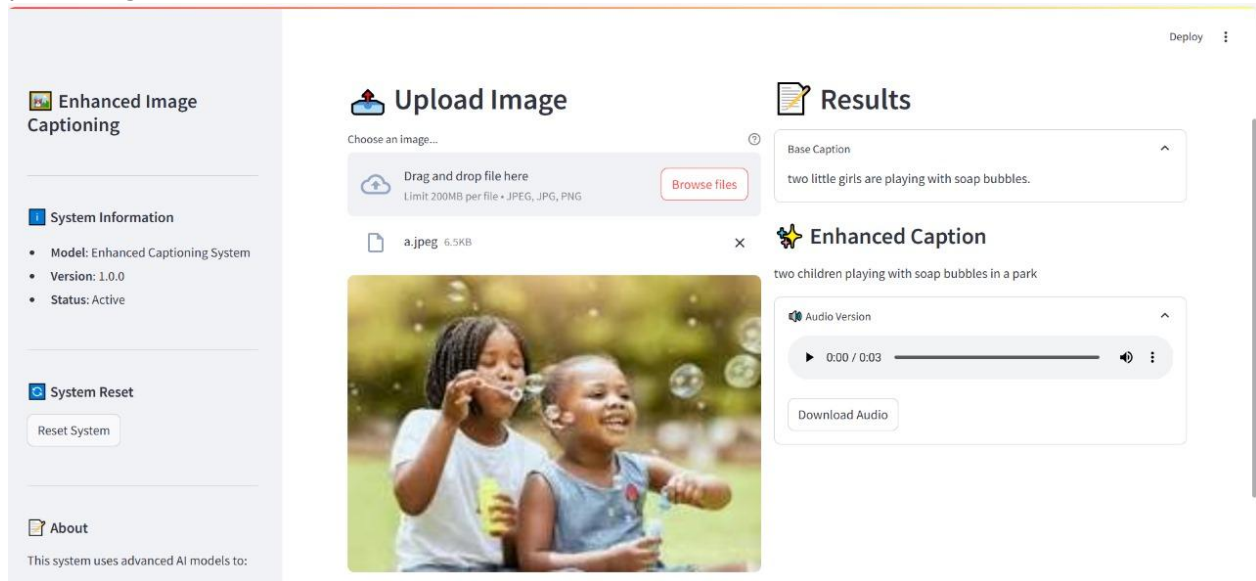 Deploy
Enhanced Image
Captioning
System Information
Model: Enhanced Captioning System
Version: 1.0.0
Status: Active
System Reset
Reset System
About
This system uses advanced AI models to:
Upload Image
Choose an image...
Drag and drop file here
Limit 200MB per file • JPEG, JPG, PNG
Browse files
a.jpeg 6.5KB
Results
Base Caption
two little girls are playing with soap bubbles.
Enhanced Caption
two children playing with soap bubbles in a park
Audio Version
0:00 / 0:03
Download Audio